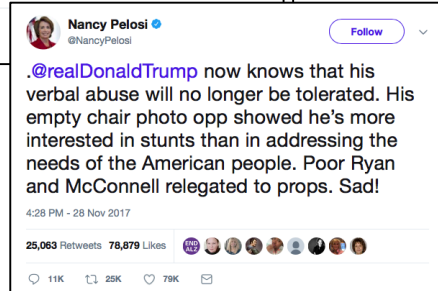 Nancy Pelosi
@NancyPelosi
Follow
.@realDonaldTrump now knows that his
verbal abuse will no longer be tolerated. His
empty chair photo opp showed he's more
interested in stunts than in addressing the
needs of the American people. Poor Ryan
and McConnell relegated to props. Sad!
4:28 PM - 28 Nov 2017
25,063 Retweets 78,879 Likes
END ALZ
11K 25K 79K